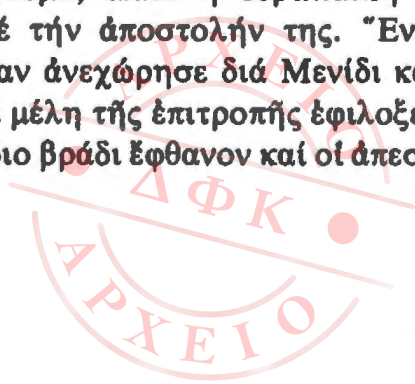 έ τήν ἀποστολήν της. Ἕν
αν ἀνεχώρησε διά Μενίδι κ
μέλη τῆς ἐπιτροπῆς ἐφιλοξε
ιο βράδι ἔφθανον καί οἱ ἀπεσ
ΑΡΧΕΙΟ
ΔΦΚ
ΑΡΧΕΙΟ